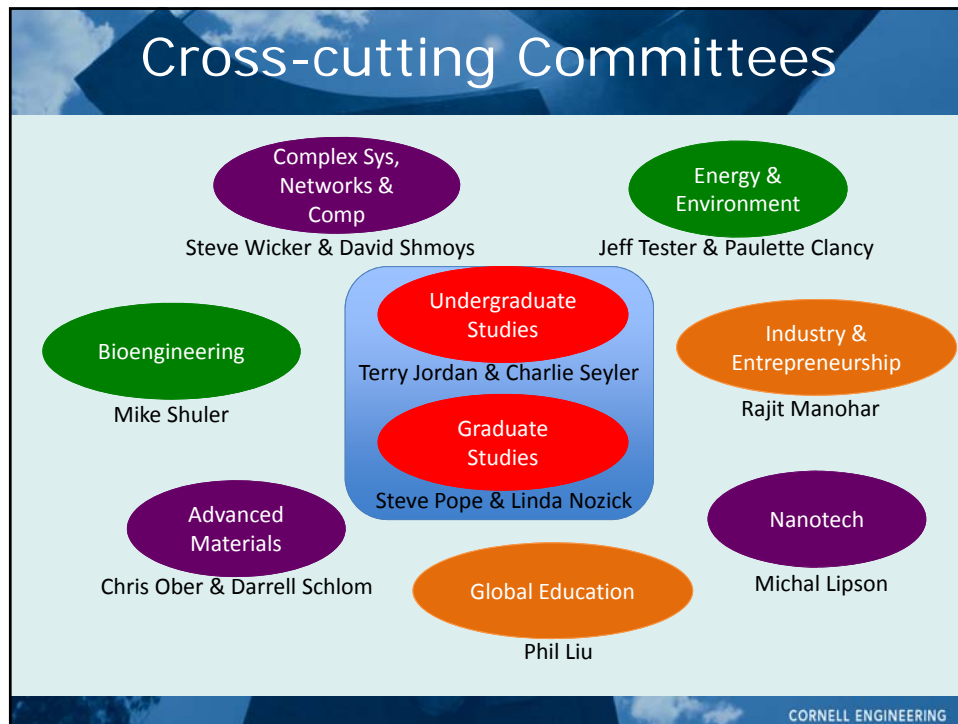 Cross-cutting Committees
Complex Sys,
Networks &
Comp
Steve Wicker & David Shmoys
Energy &
Environment
Jeff Tester & Paulette Clancy
Undergraduate
Studies
Terry Jordan & Charlie Seyler
Bioengineering
Mike Shuler
Industry &
Entrepreneurship
Rajit Manohar
Graduate
Studies
Steve Pope & Linda Nozick
Advanced
Materials
Chris Ober & Darrell Schlom
Nanotech
Michal Lipson
Global Education
Phil Liu
CORNELL ENGINEERING